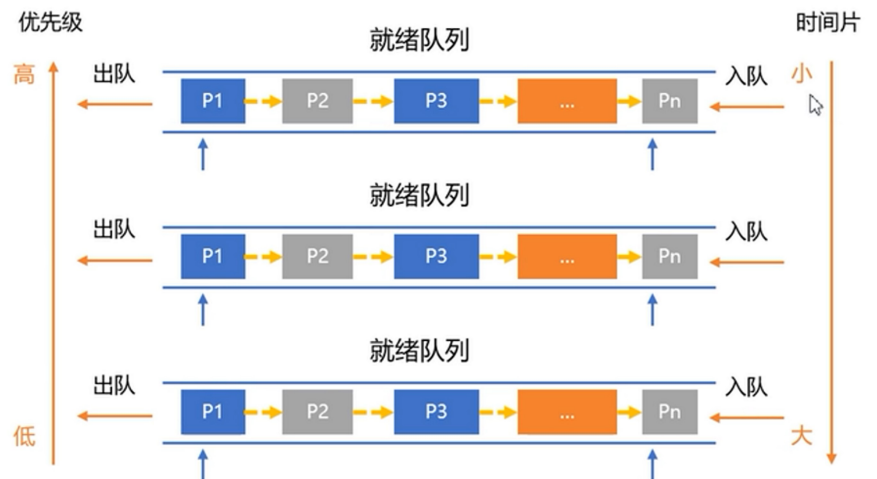 优先级
时间片
就绪队列
高
出队
入队
小
P1
P2
P3
...
Pn
就绪队列
出队
入队
P1
P2
P3
...
Pn
就绪队列
出队
入队
P1
P2
P3
...
Pn
低
大